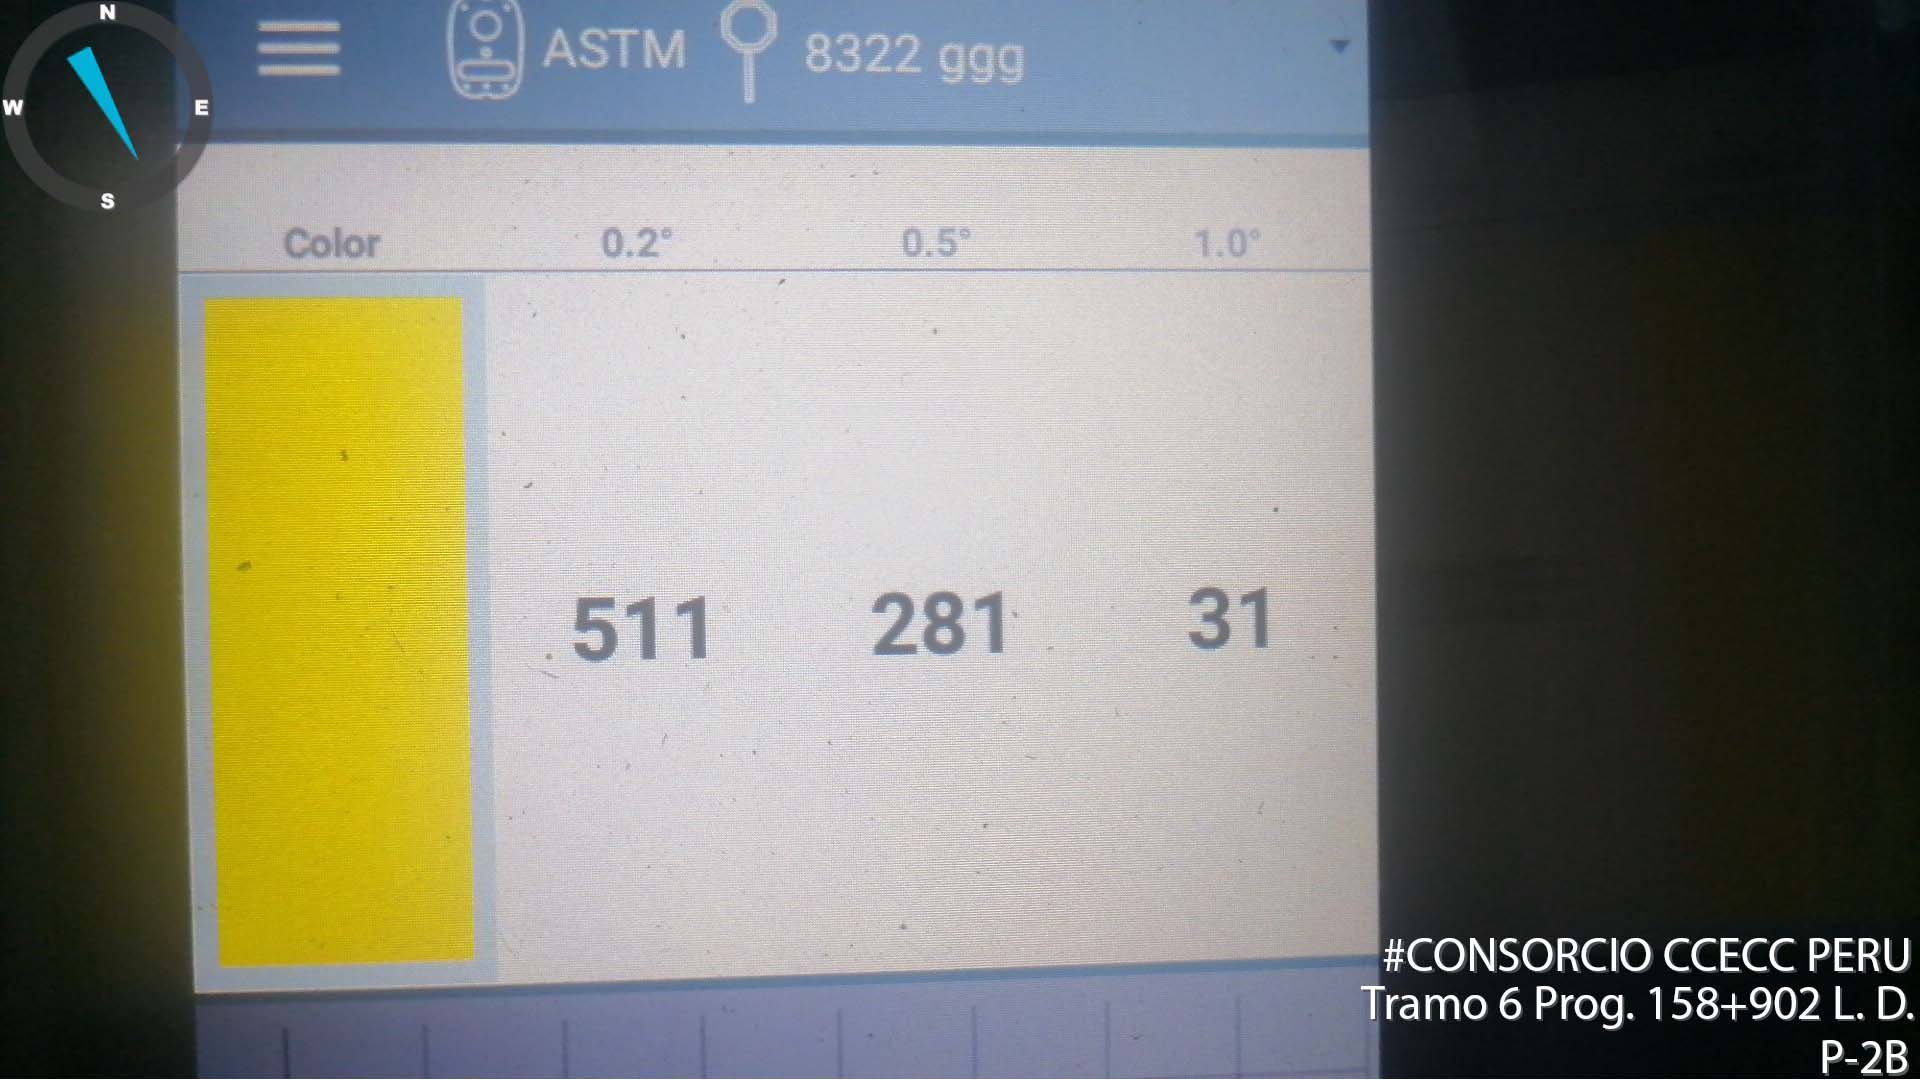 N
W E
S
ASTM 8322 ggg
Color 0.2° 0.5° 1.0°
511 281 31
#CONSORCIO CCECC PERU
Tramo 6 Prog. 158+902 L. D.
P-2B